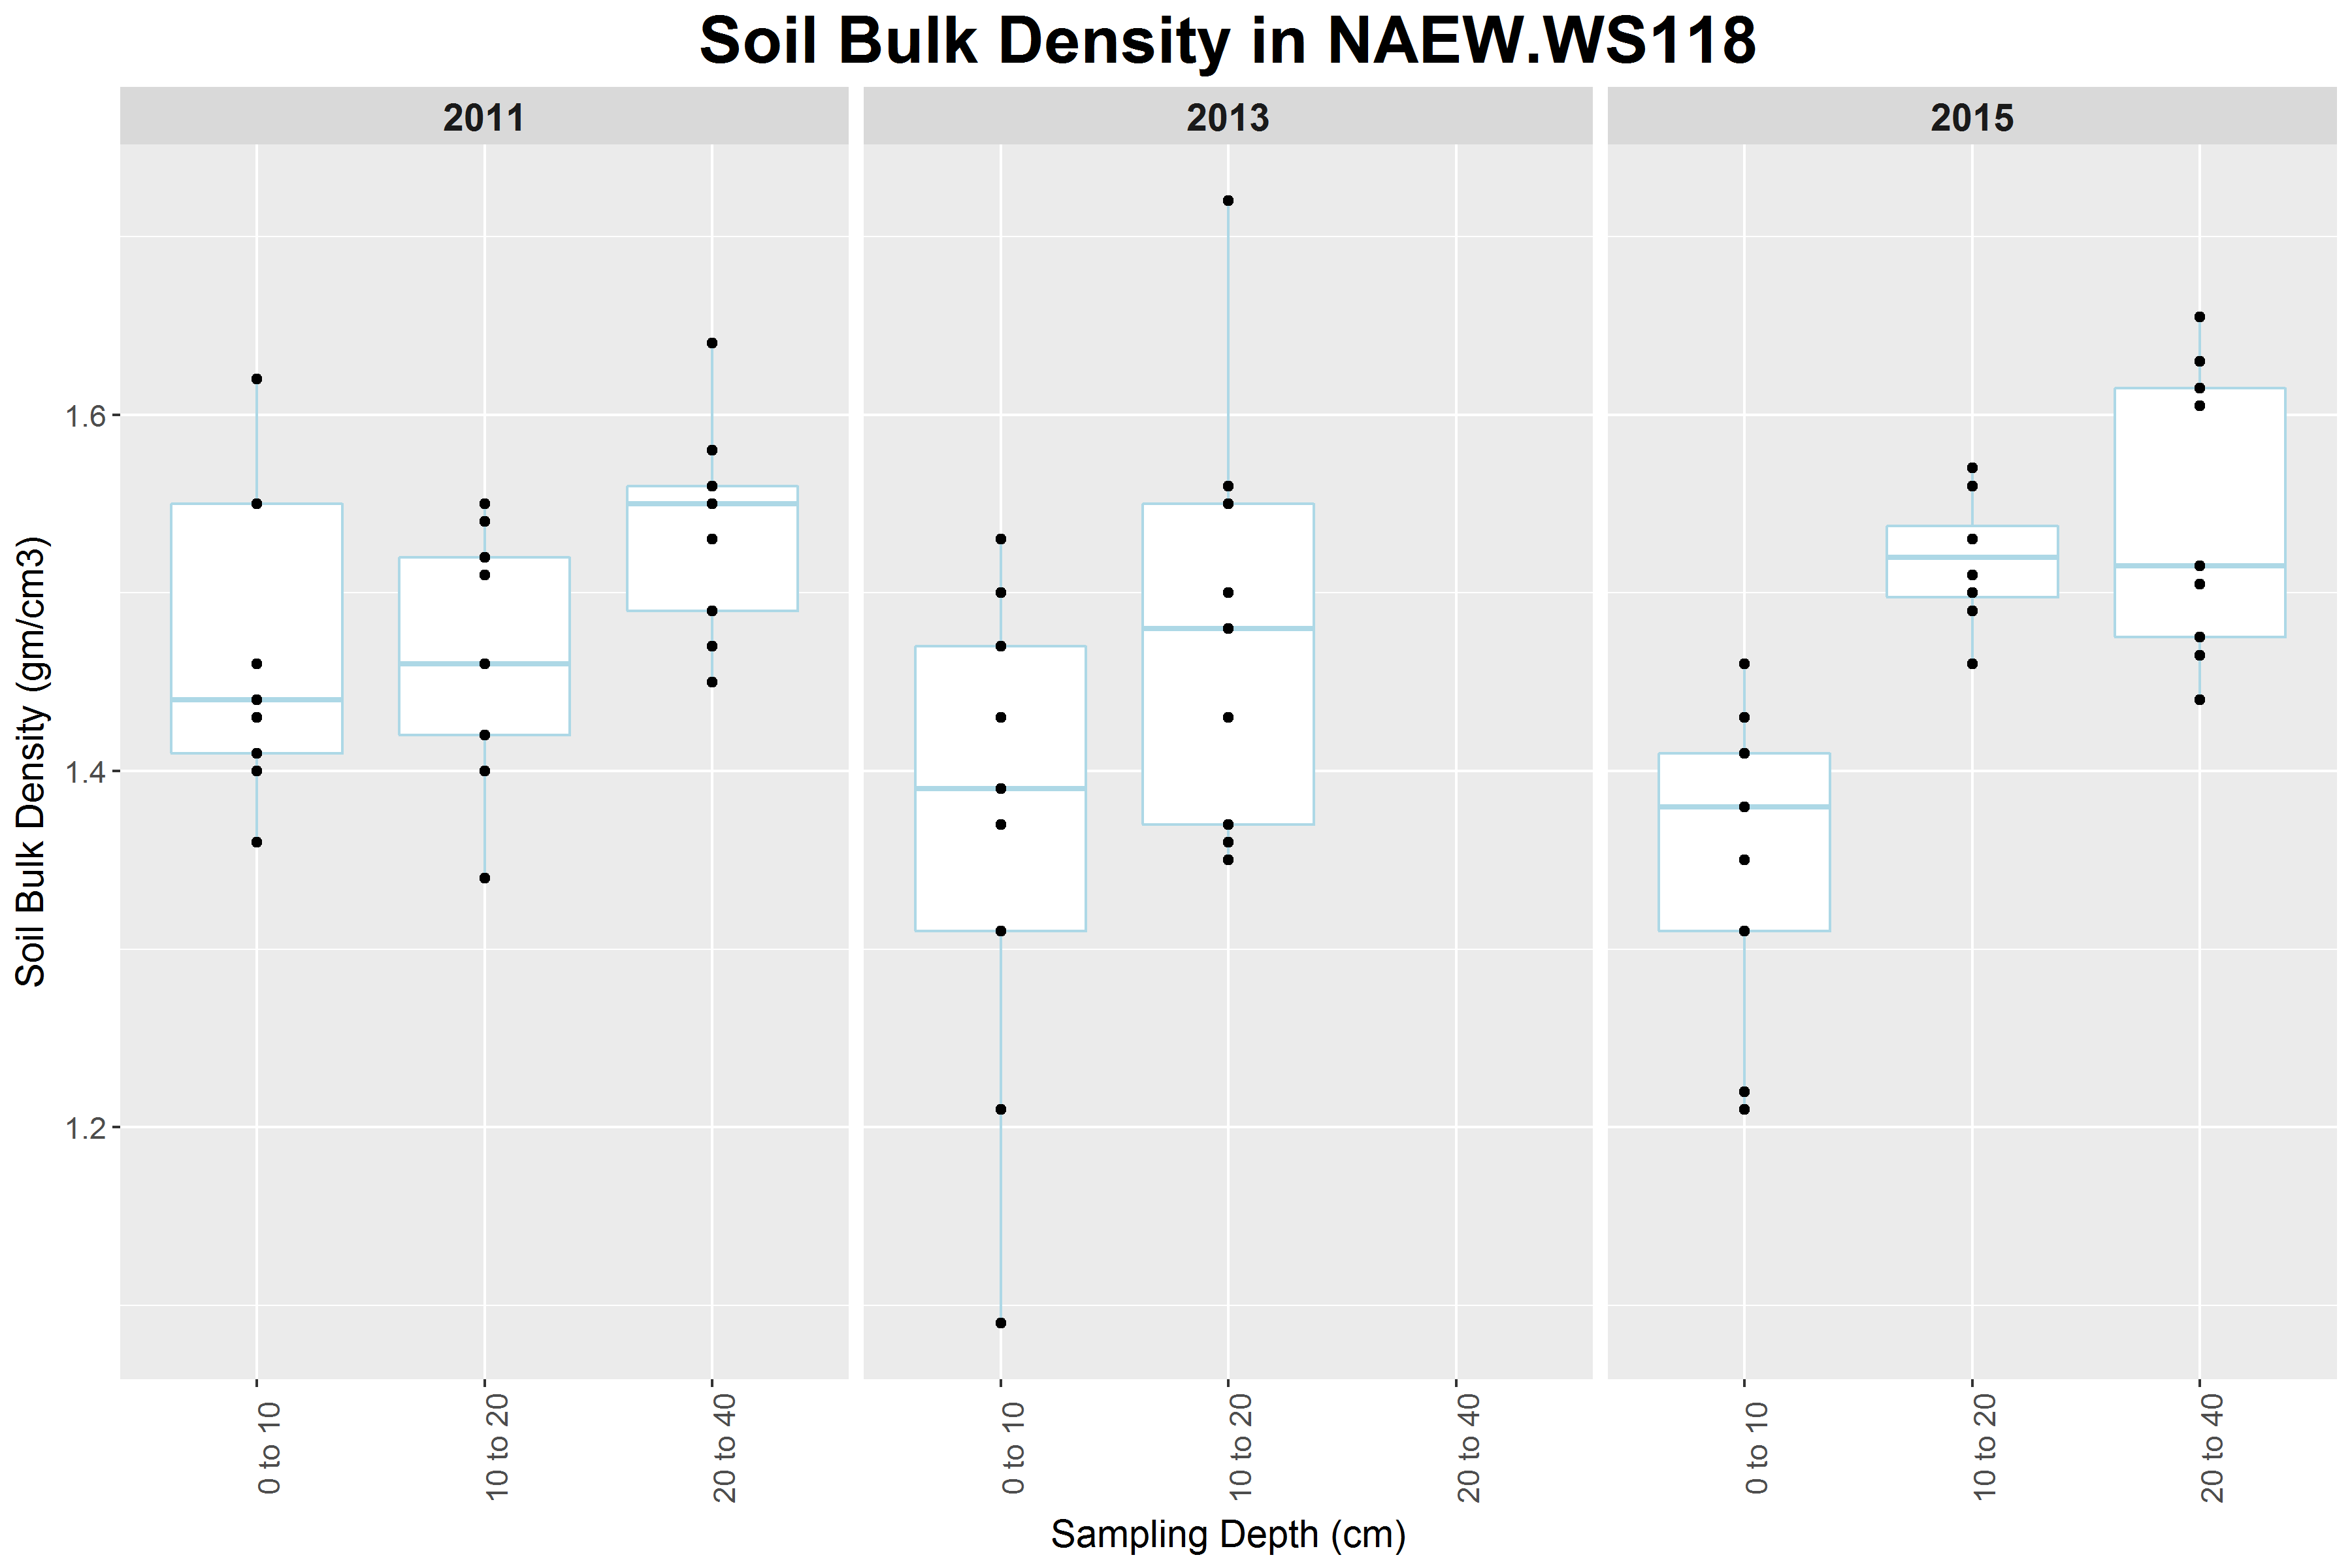 Soil Bulk Density in NAEW.WS118
2011
2013
2015
Soil Bulk Density (gm/cm3)
1.6
1.4
1.2
0 to 10
10 to 20
20 to 40
0 to 10
10 to 20
20 to 40
0 to 10
10 to 20
20 to 40
Sampling Depth (cm)